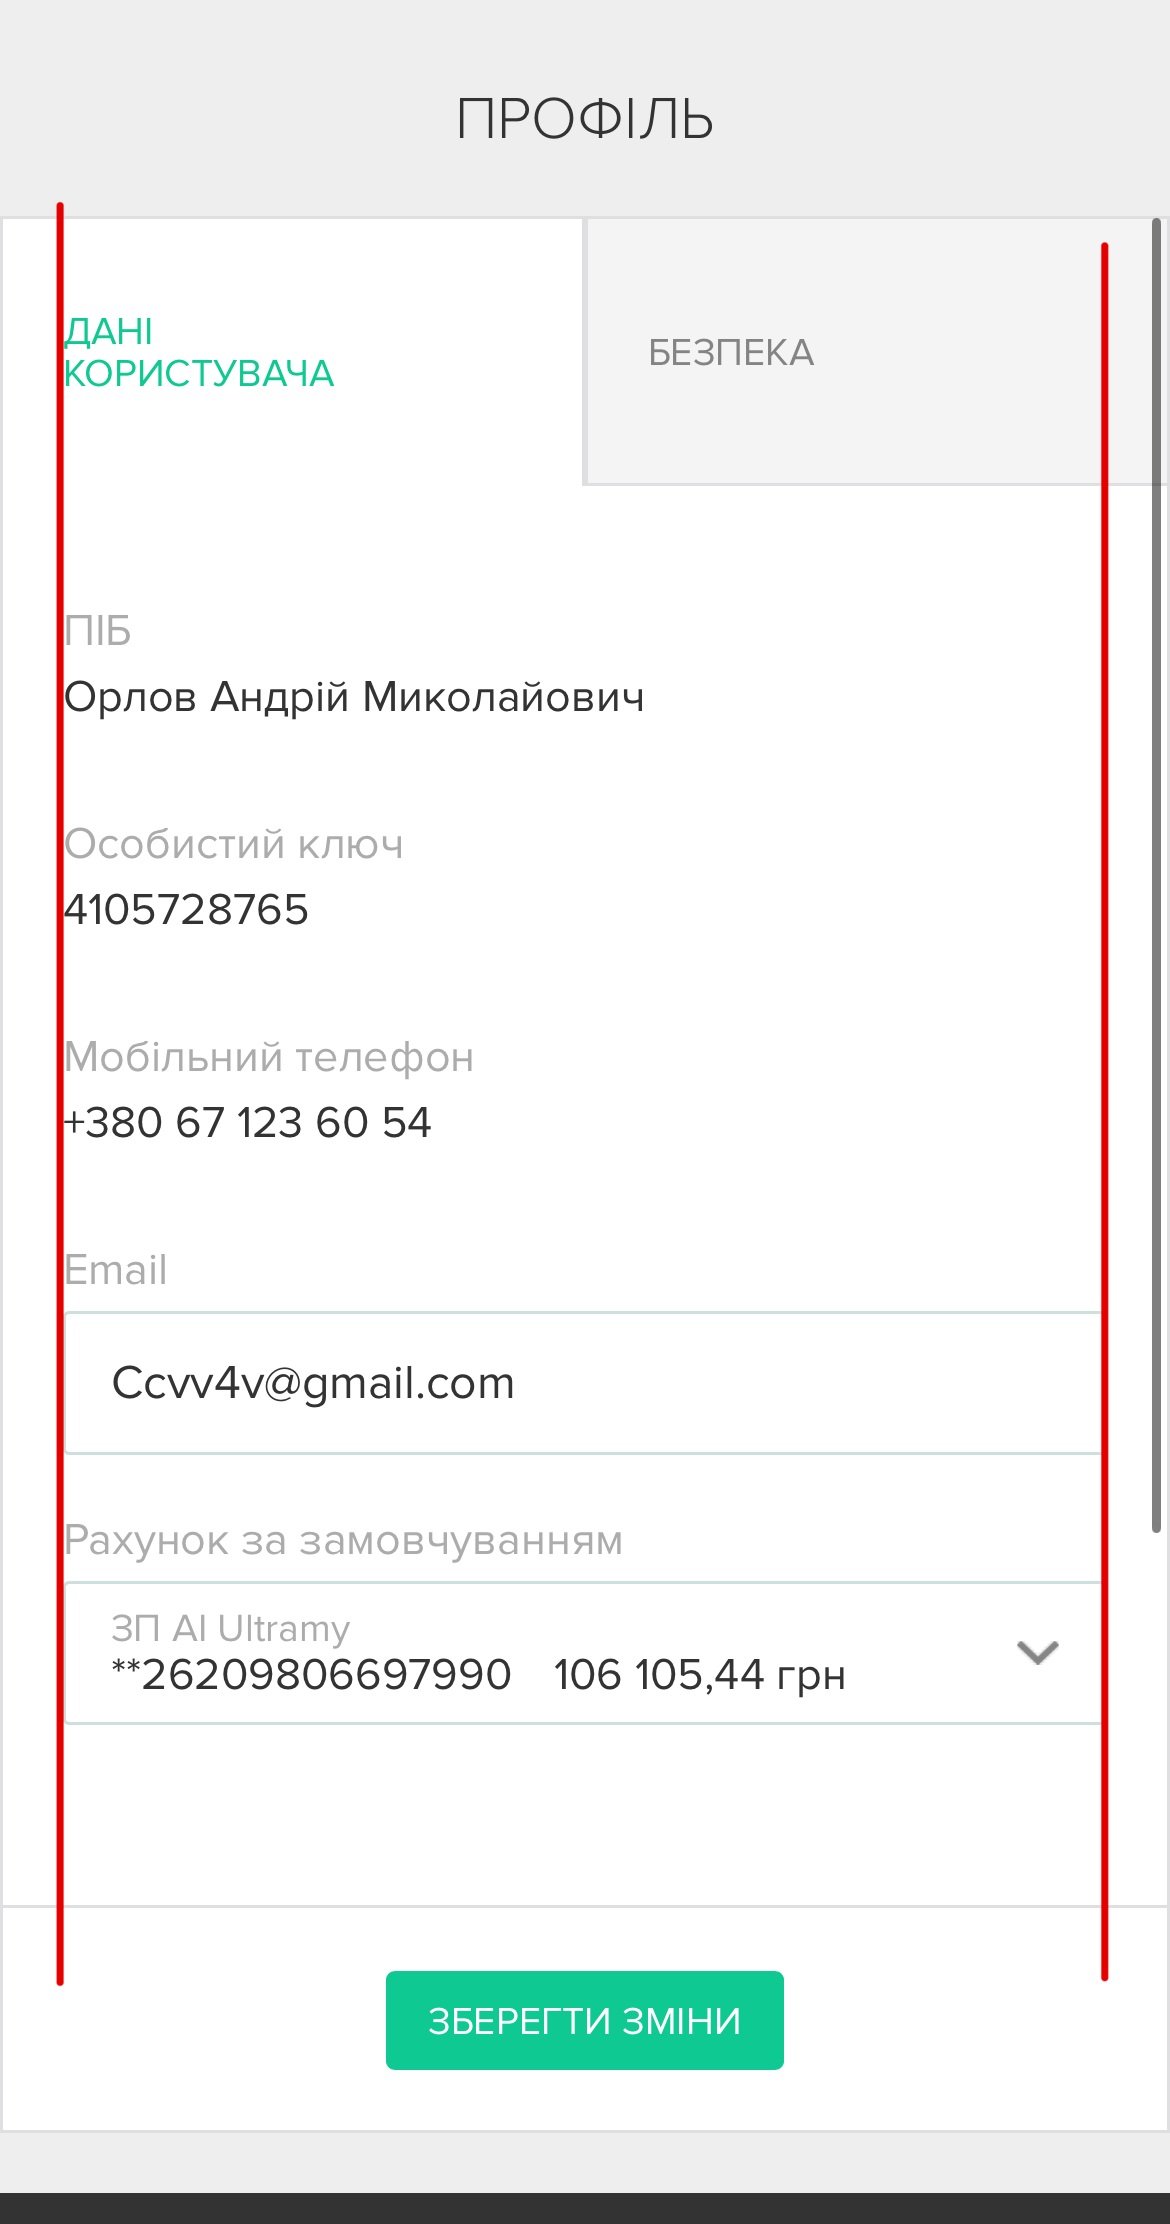 ПРОФІЛЬ
ДАНІ
КОРИСТУВАЧА
БЕЗПЕКА
ПІБ
Орлов Андрій Миколайович
Особистий ключ
4105728765
Мобільний телефон
+380 67 123 60 54
Email
Ccvv4v@gmail.com
Рахунок за замовчуванням
ЗП АІ Ultramy
**26209806697990 106 105,44 грн
ЗБЕРЕГТИ ЗМІНИ